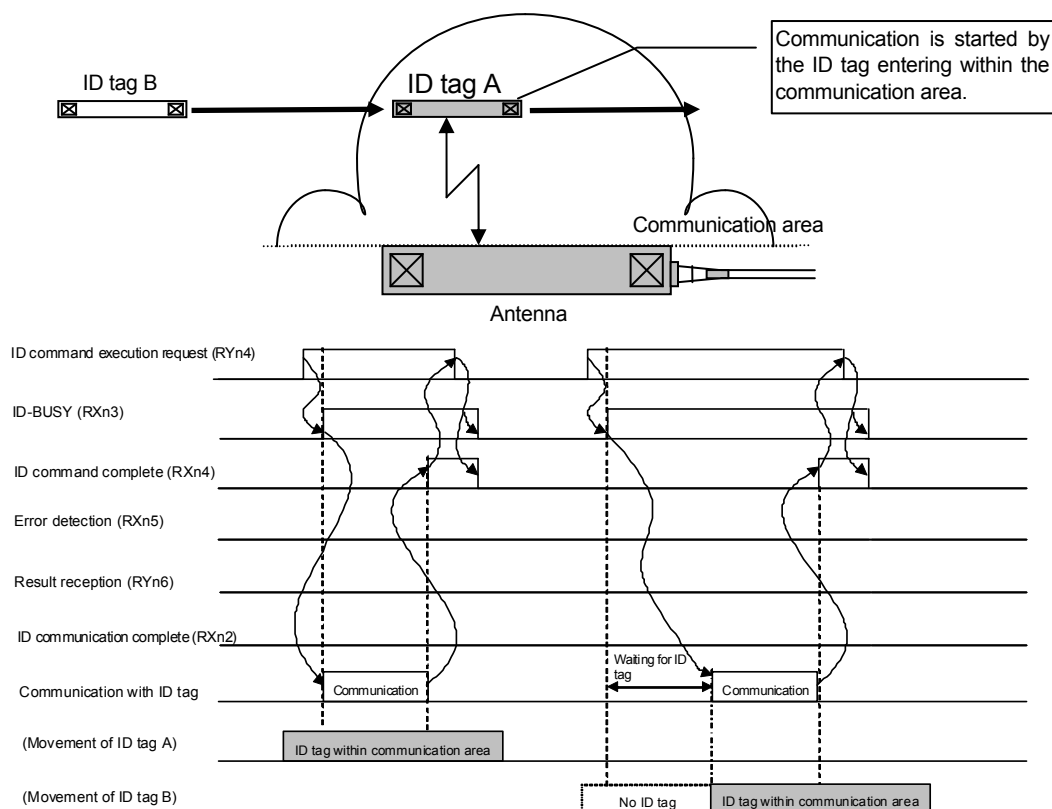 Communication is started by
the ID tag entering within the
communication area.
ID tag B
ID tag A
Communication area
Antenna
ID command execution request (RYn4)
ID-BUSY (RXn3)
ID command complete (RXn4)
Error detection (RXn5)
Result reception (RYn6)
ID communication complete (RXn2)
Waiting for ID
tag
Communication with ID tag
Communication
Communication
(Movement of ID tag A)
ID tag within communication area
(Movement of ID tag B)
No ID tag
ID tag within communication area